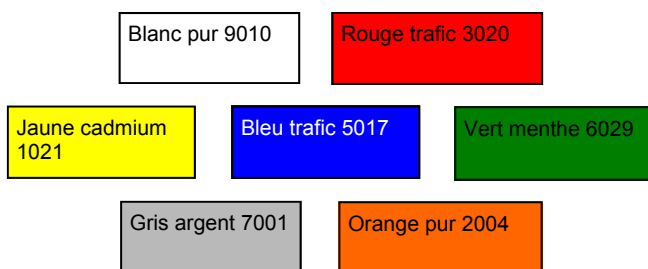 Blanc pur 9010
Rouge trafic 3020
Jaune cadmium
1021
Bleu trafic 5017
Vert menthe 6029
Gris argent 7001
Orange pur 2004